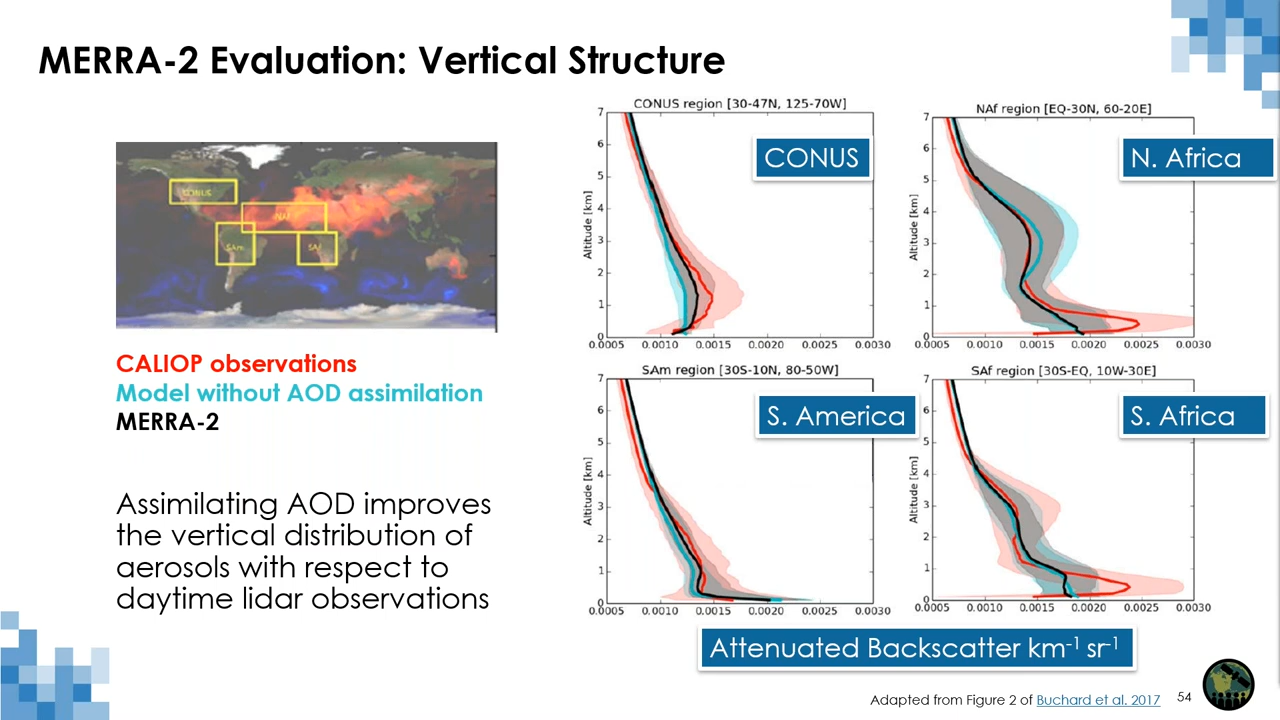 MERRA-2 Evaluation: Vertical Structure
CONUS
NAf
SAm
SAf
CALIOP observations
Model without AOD assimilation
MERRA-2
Assimilating AOD improves
the vertical distribution of
aerosols with respect to
daytime lidar observations
CONUS region [30-47N, 125-70W]
CONUS
Altitude [km]
7
6
5
4
3
2
1
0
0.0005 0.0010 0.0015 0.0020 0.0025 0.0030
NAf region [EQ-30N, 60-20E]
N. Africa
Altitude [km]
7
6
5
4
3
2
1
0
0.0005 0.0010 0.0015 0.0020 0.0025 0.0030
SAm region [30S-10N, 80-50W]
S. America
Altitude [km]
7
6
5
4
3
2
1
0
0.0005 0.0010 0.0015 0.0020 0.0025 0.0030
SAf region [30S-EQ, 10W-30E]
S. Africa
Altitude [km]
7
6
5
4
3
2
1
0
0.0005 0.0010 0.0015 0.0020 0.0025 0.0030
Attenuated Backscatter km⁻¹ sr⁻¹
Adapted from Figure 2 of Buchard et al. 2017
54